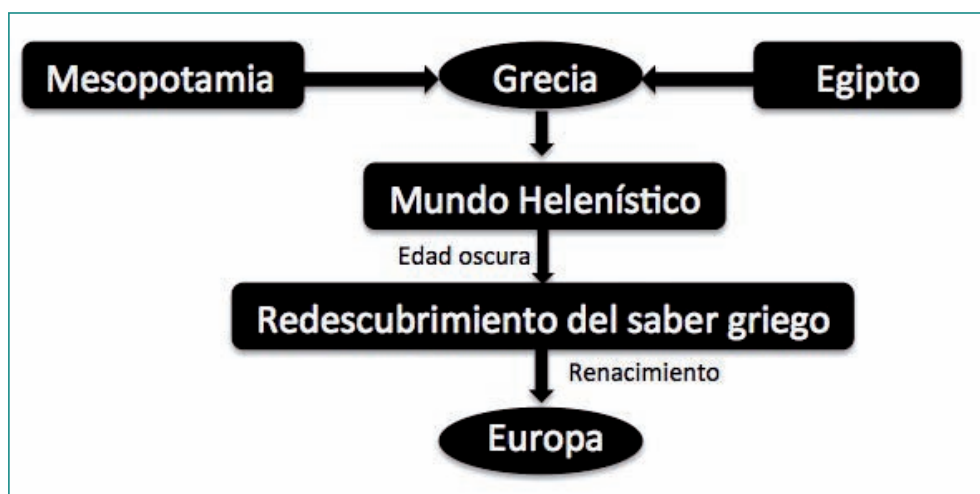 Mesopotamia
Grecia
Egipto
Mundo Helenístico
Edad oscura
Redescubrimiento del saber griego
Renacimiento
Europa